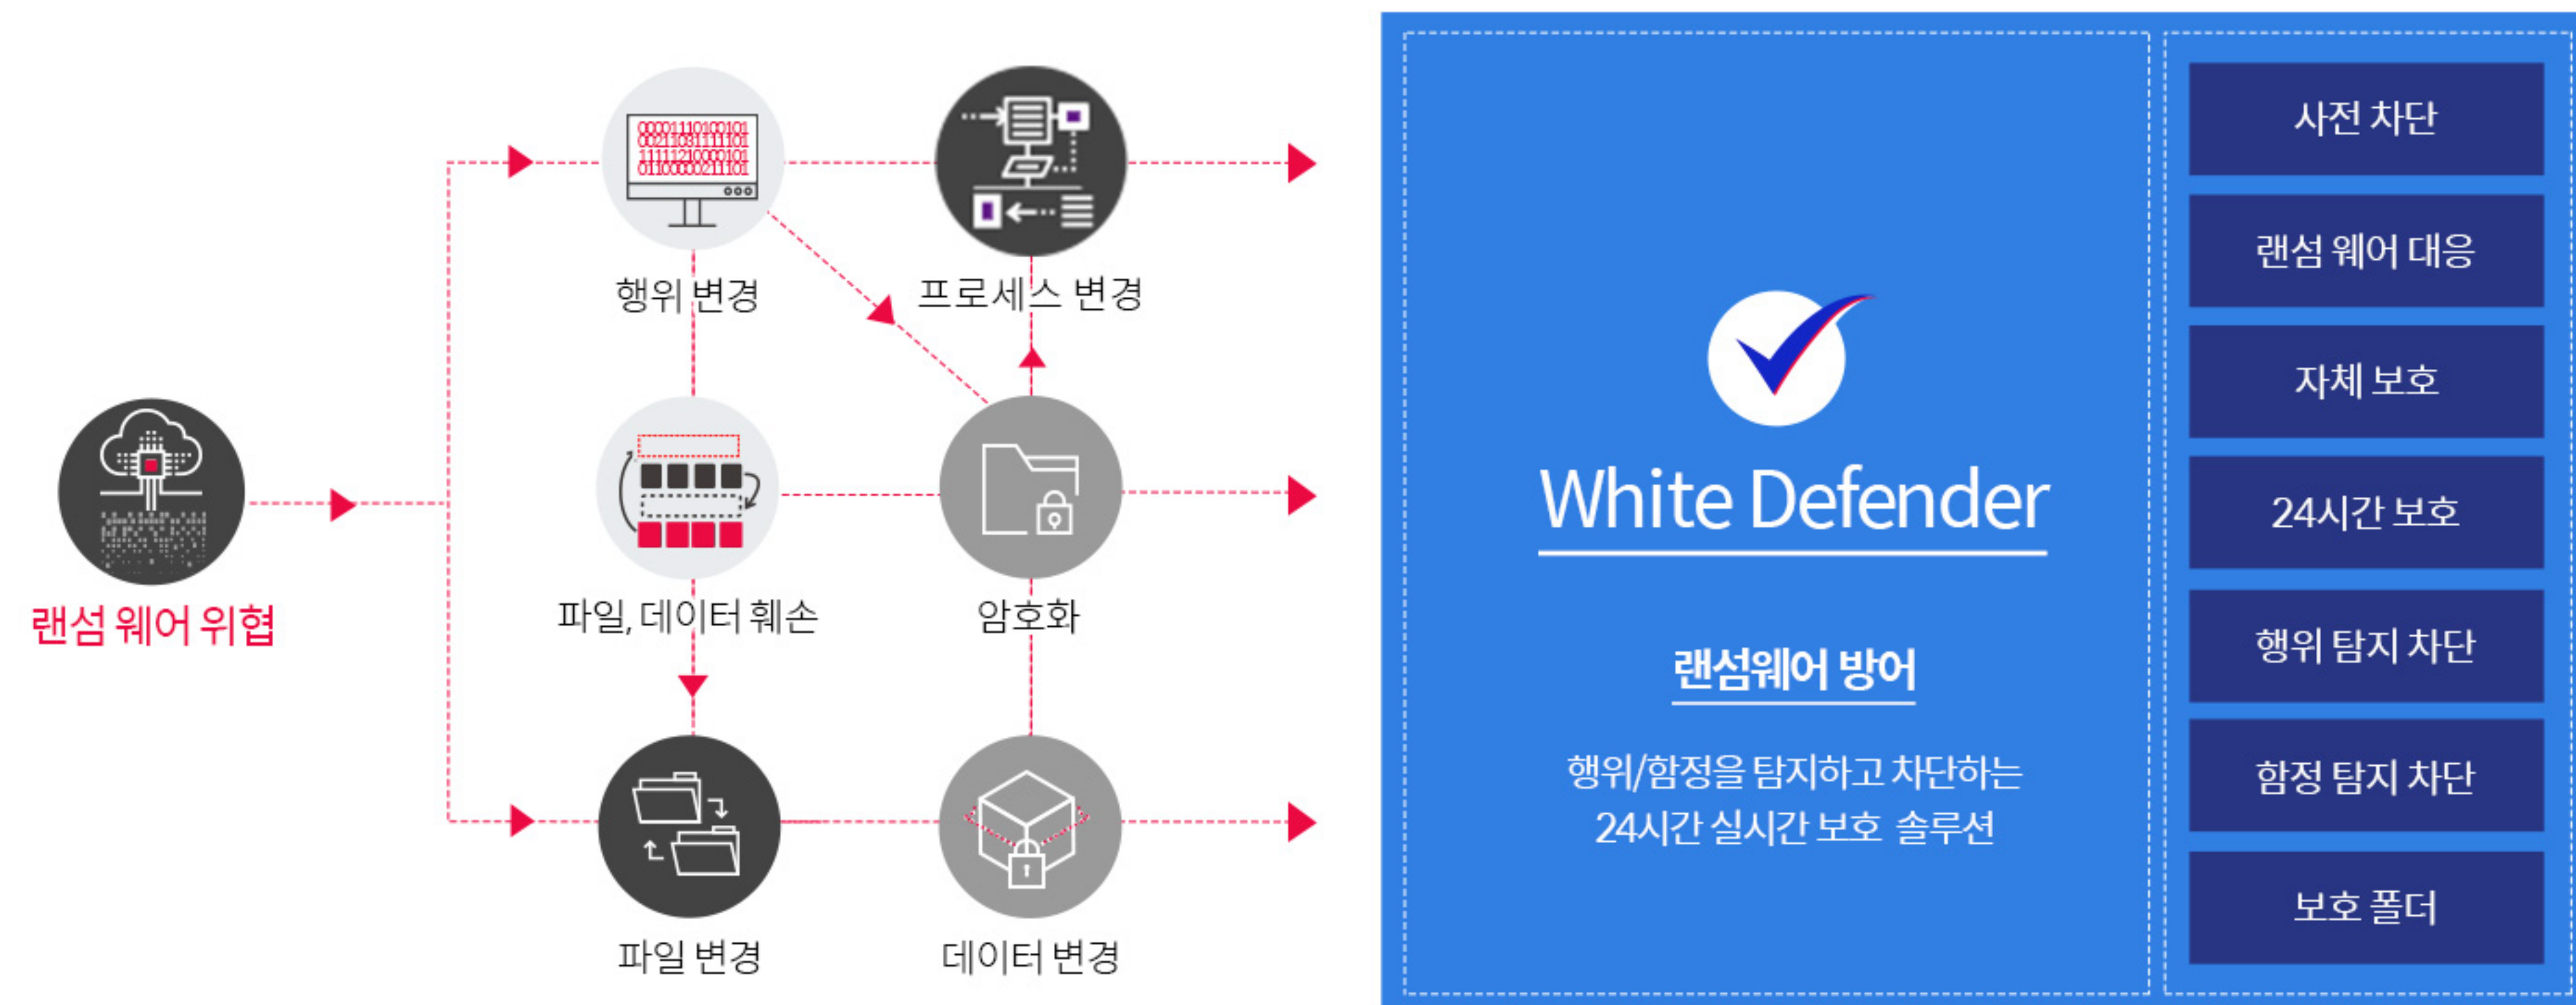 00001110100101
00211031111101
11111210000101
01100000211101
행위 변경
프로세스 변경
랜섬 웨어 위협
파일, 데이터 훼손
암호화
파일 변경
데이터 변경
White Defender
랜섬웨어 방어
행위/함정을 탐지하고 차단하는
24시간 실시간 보호 솔루션
사전 차단
랜섬 웨어 대응
자체 보호
24시간 보호
행위 탐지 차단
함정 탐지 차단
보호 폴더